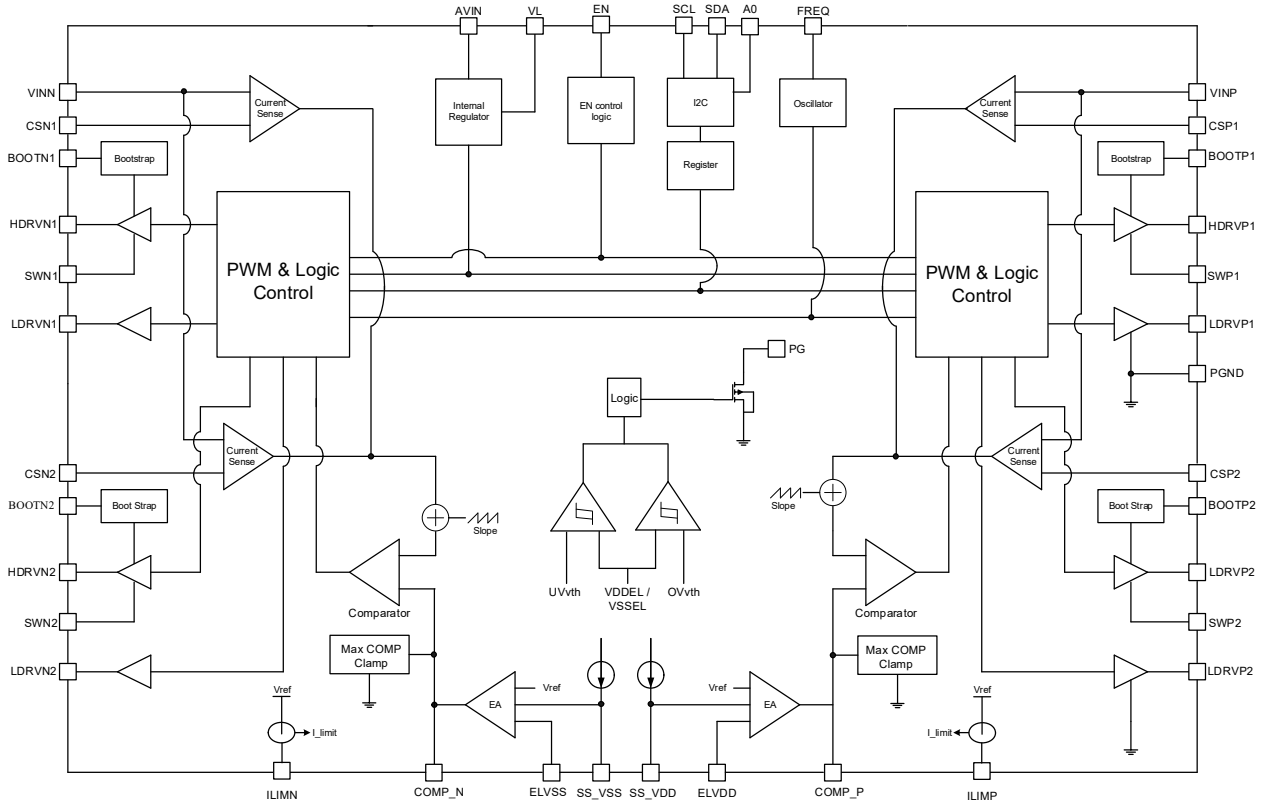 AVIN
VL
EN
SCL
SDA
A0
FREQ
VINN
CSN1
BOOTN1
HDRVN1
SWN1
LDRVN1
CSN2
BOOTN2
HDRVN2
SWN2
LDRVN2
Current
Sense
Bootstrap
PWM & Logic
Control
Current
Sense
Boot Strap
Internal
Regulator
EN control
logic
I2C
Register
Oscillator
PG
Logic
UVvth
VDDEL /
VSSEL
OVvth
Slope
Comparator
Max COMP
Clamp
EA
Vref
Vref
I_limit
Current
Sense
Bootstrap
PWM & Logic
Control
Current
Sense
Boot Strap
Slope
Comparator
Max COMP
Clamp
Vref
EA
Vref
I_limit
VINP
CSP1
BOOTP1
HDRVP1
SWP1
LDRVP1
PGND
CSP2
BOOTP2
LDRVP2
SWP2
LDRVP2
ILIMN
COMP_N
ELVSS
SS_VSS
SS_VDD
ELVDD
COMP_P
ILIMP